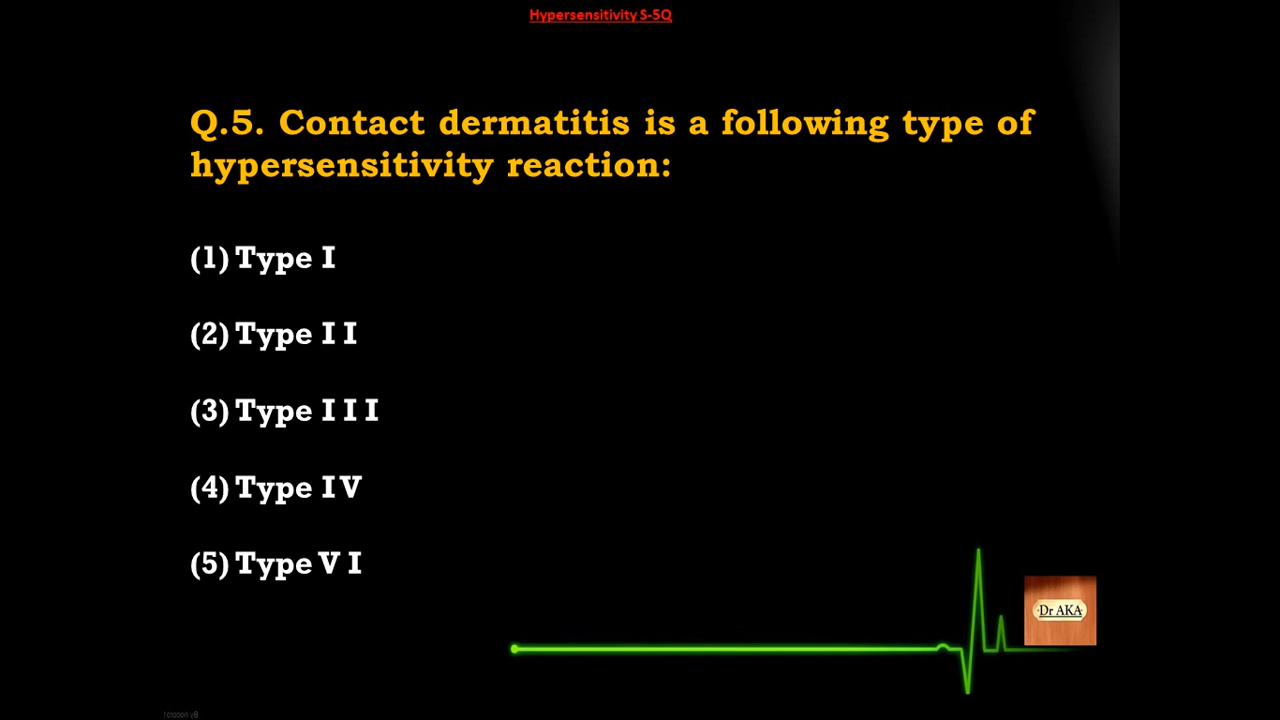 Hypersensitivity S-5Q
Q.5. Contact dermatitis is a following type of
hypersensitivity reaction:
(1) Type I
(2) Type I I
(3) Type I I I
(4) Type I V
(5) Type V I
Dr AKA